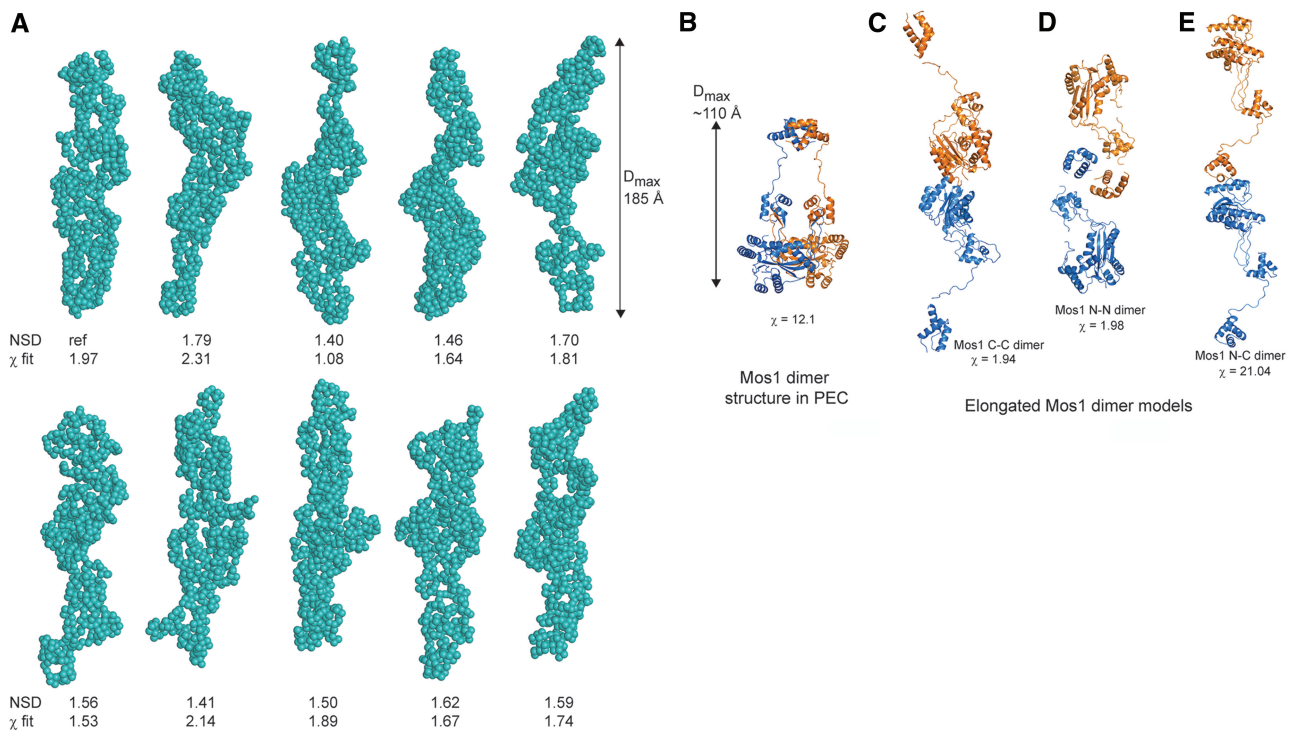 A
D
max
185 Å
NSD ref 1.79 1.40 1.46 1.70
χ fit 1.97 2.31 1.08 1.64 1.81
NSD 1.56 1.41 1.50 1.62 1.59
χ fit 1.53 2.14 1.89 1.67 1.74
B
D
max
~110 Å
χ = 12.1
Mos1 dimer
structure in PEC
C
Mos1 C-C dimer
χ = 1.94
D
Mos1 N-N dimer
χ = 1.98
E
Mos1 N-C dimer
χ = 21.04
Elongated Mos1 dimer models